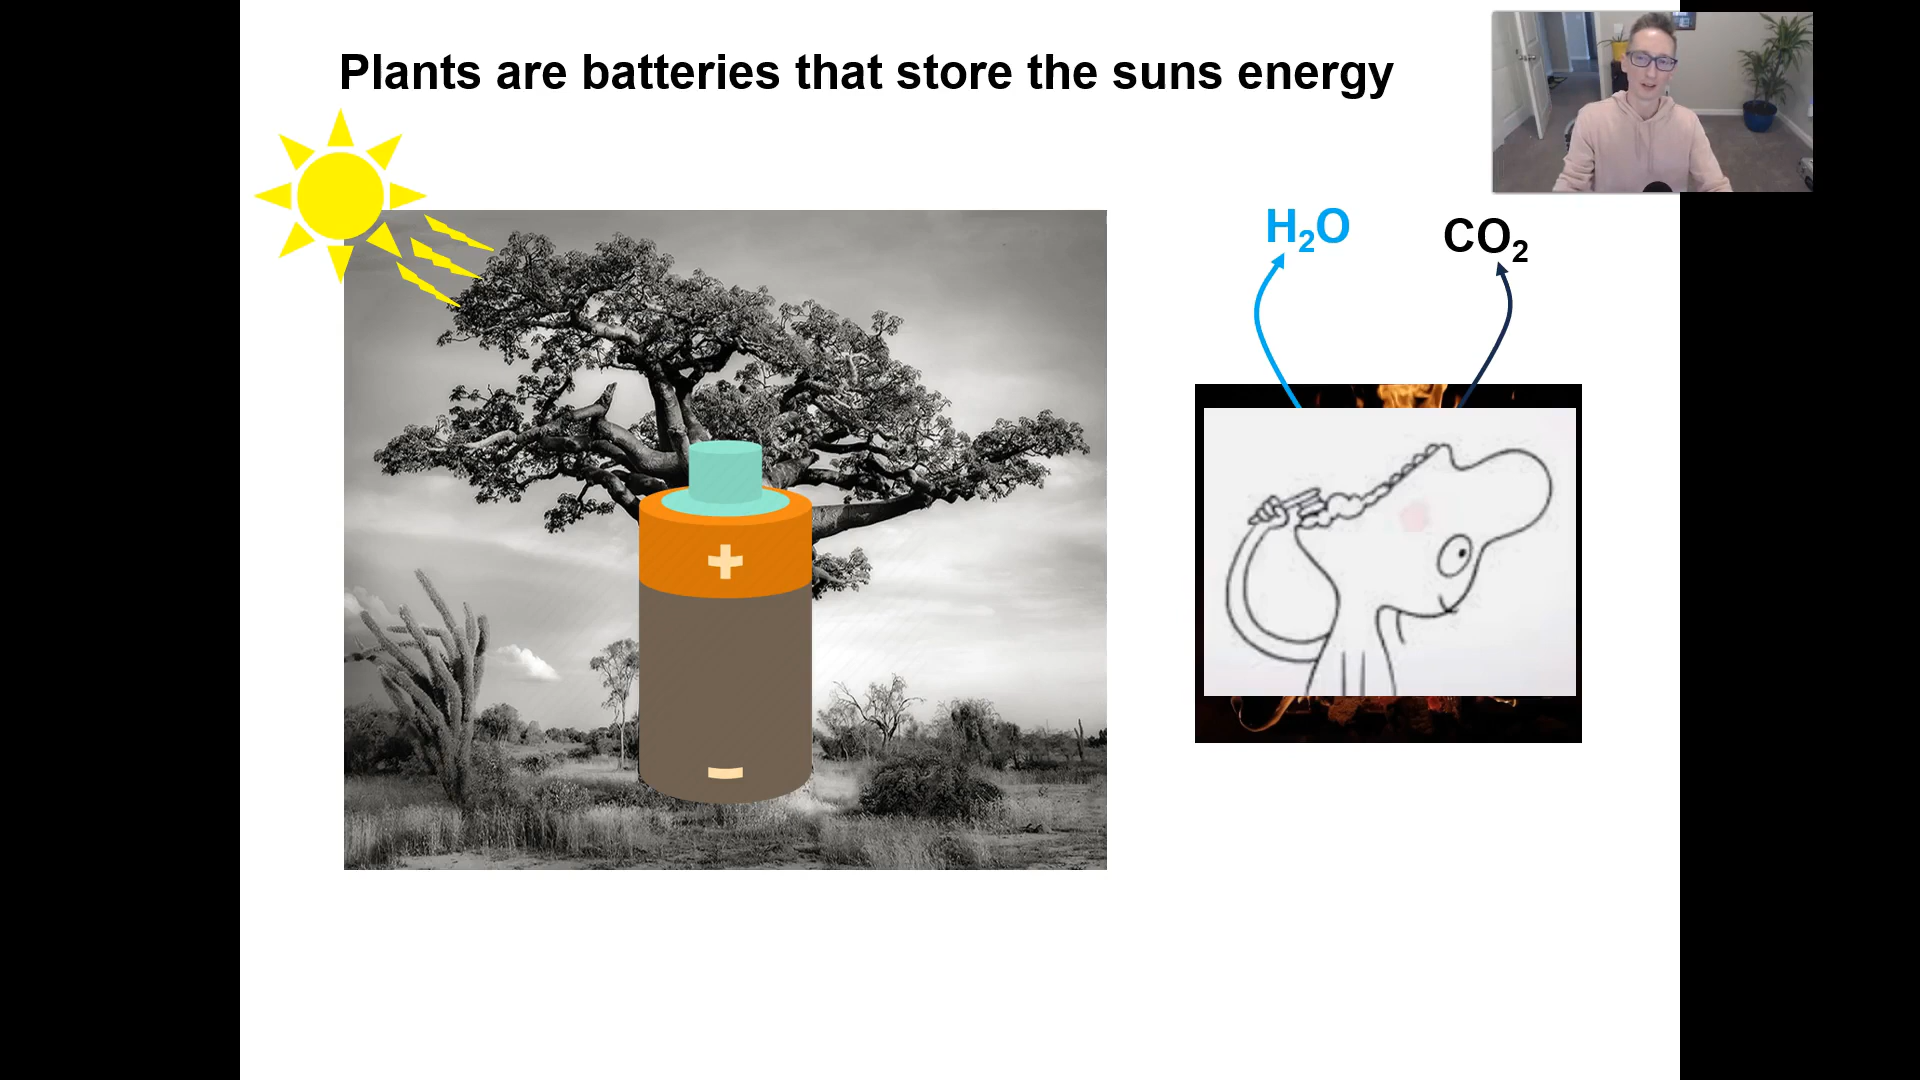 Plants are batteries that store the suns energy
H₂O
CO₂
+
−